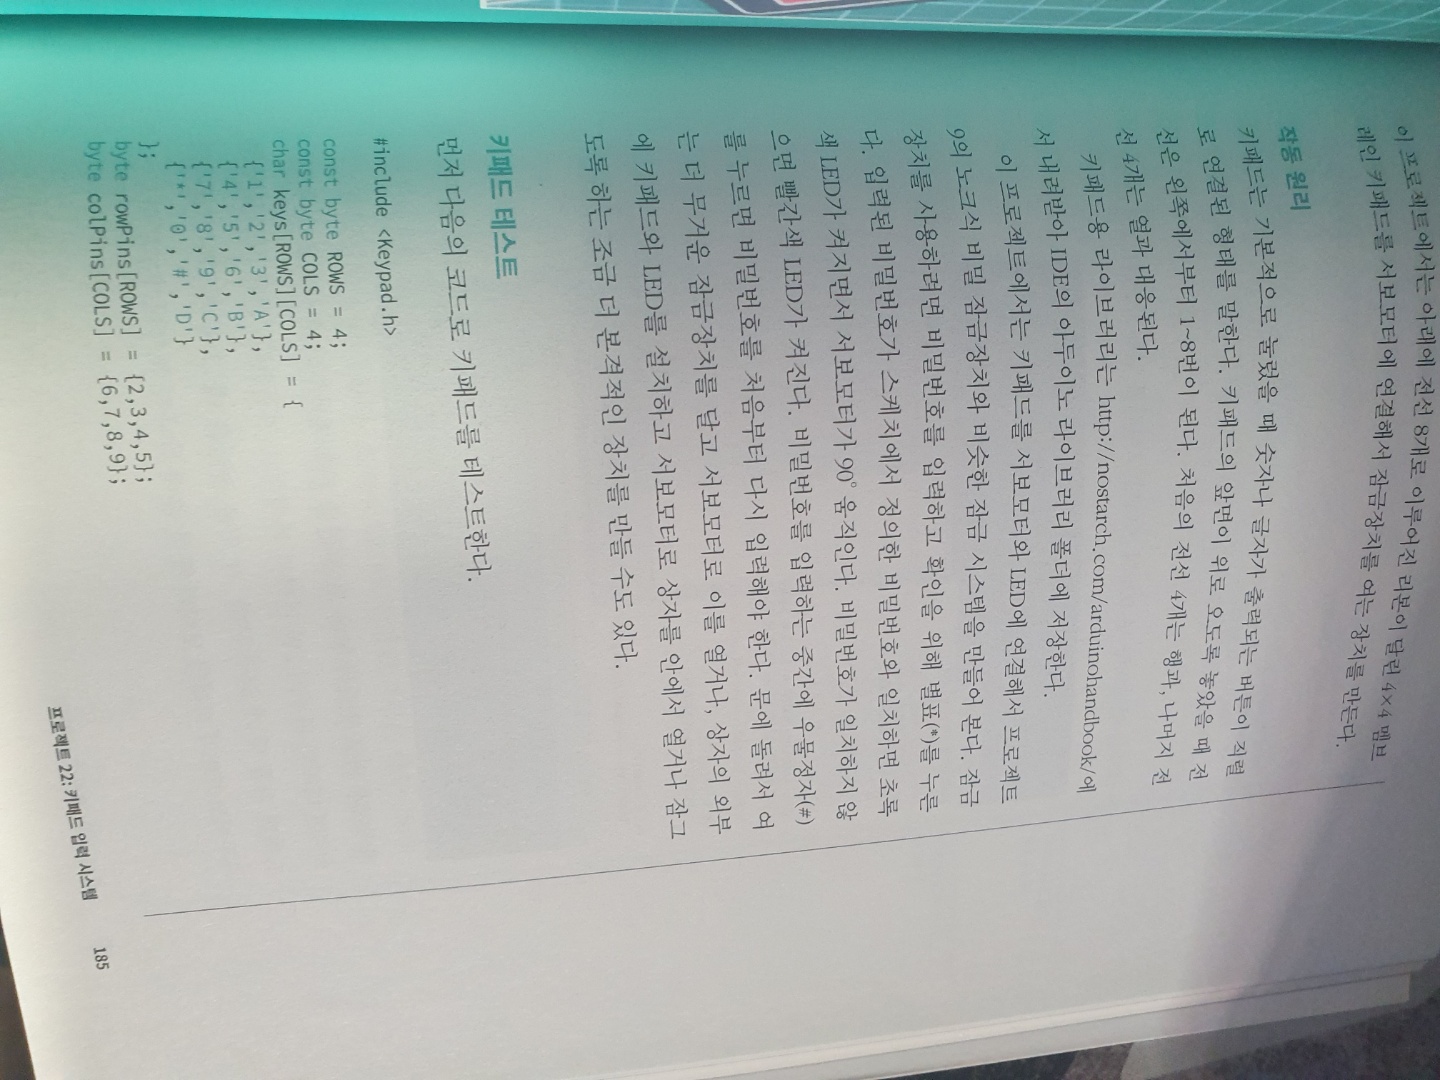 이 프로젝트에서는 아래에 전선 8개로 이루어진 리본이 달린 4×4 멤브
레인 키패드를 서보모터에 연결해서 잠금장치를 여는 장치를 만든다.
작동 원리
키패드는 기본적으로 눌렀을 때 숫자나 글자가 출력되는 버튼이 직렬
로 연결된 형태를 말한다. 키패드의 앞면이 위로 오도록 놓았을 때 전
선은 왼쪽에서부터 1~8번이 된다. 처음의 전선 4개는 행과, 나머지 전
선 4개는 열과 대응된다.
키패드용 라이브러리는 http://nostarch.com/arduinohandbook/에
서 내려받아 IDE의 아두이노 라이브러리 폴더에 저장한다.
이 프로젝트에서는 키패드를 서보모터와 LED에 연결해서 프로젝트
9의 노크식 비밀 잠금장치와 비슷한 잠금 시스템을 만들어 본다. 잠금
장치를 사용하려면 비밀번호를 입력하고 확인을 위해 별표(*)를 누른
다. 입력된 비밀번호가 스케치에서 정의한 비밀번호와 일치하면 초록
색 LED가 켜지면서 서보모터가 90° 움직인다. 비밀번호가 일치하지 않
으면 빨간색 LED가 켜진다. 비밀번호를 입력하는 중간에 우물정자(#)
를 누르면 비밀번호를 처음부터 다시 입력해야 한다. 문에 돌려서 여
는 더 무거운 잠금장치를 달고 서보모터로 이를 열거나, 상자의 외부
에 키패드와 LED를 설치하고 서보모터로 상자를 안에서 열거나 잠그
도록 하는 조금 더 본격적인 장치를 만들 수도 있다.
키패드 테스트
먼저 다음의 코드로 키패드를 테스트한다.
#include <Keypad.h>
const byte ROWS = 4;
const byte COLS = 4;
char keys[ROWS][COLS] = {
{'1','2','3','A'},
{'4','5','6','B'},
{'7','8','9','C'},
{'*','0','#','D'}
};
byte rowPins[ROWS] = {2,3,4,5};
byte colPins[COLS] = {6,7,8,9};
프로젝트 22: 키패드 입력 시스템 185